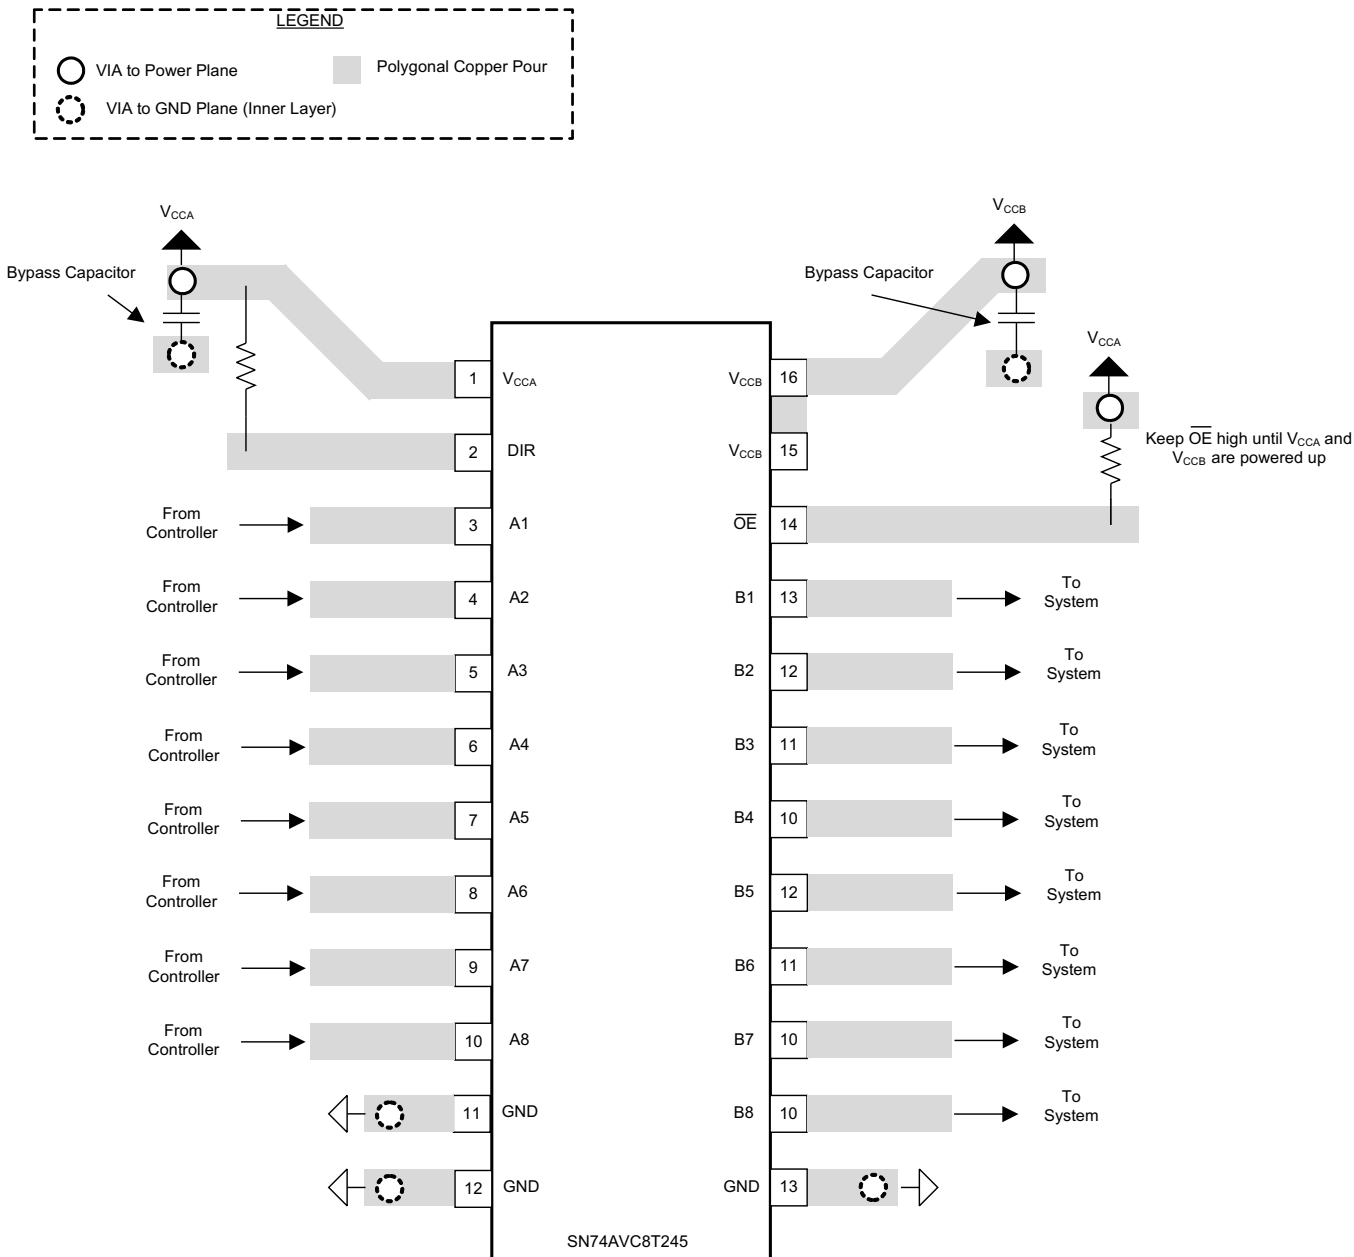 LEGEND
VIA to Power Plane
Polygonal Copper Pour
VIA to GND Plane (Inner Layer)
VCCA
VCCB
Bypass Capacitor
Bypass Capacitor
VCCA
1 VCCA
VCCB 16
Keep OE high until VCCA and
VCCB are powered up
2 DIR
VCCB 15
From
Controller
3 A1
OE 14
From
Controller
4 A2
B1 13
To
System
From
Controller
5 A3
B2 12
To
System
From
Controller
6 A4
B3 11
To
System
From
Controller
7 A5
B4 10
To
System
From
Controller
8 A6
B5 12
To
System
From
Controller
9 A7
B6 11
To
System
From
Controller
10 A8
B7 10
To
System
11 GND
B8 10
To
System
12 GND
GND 13
SN74AVC8T245